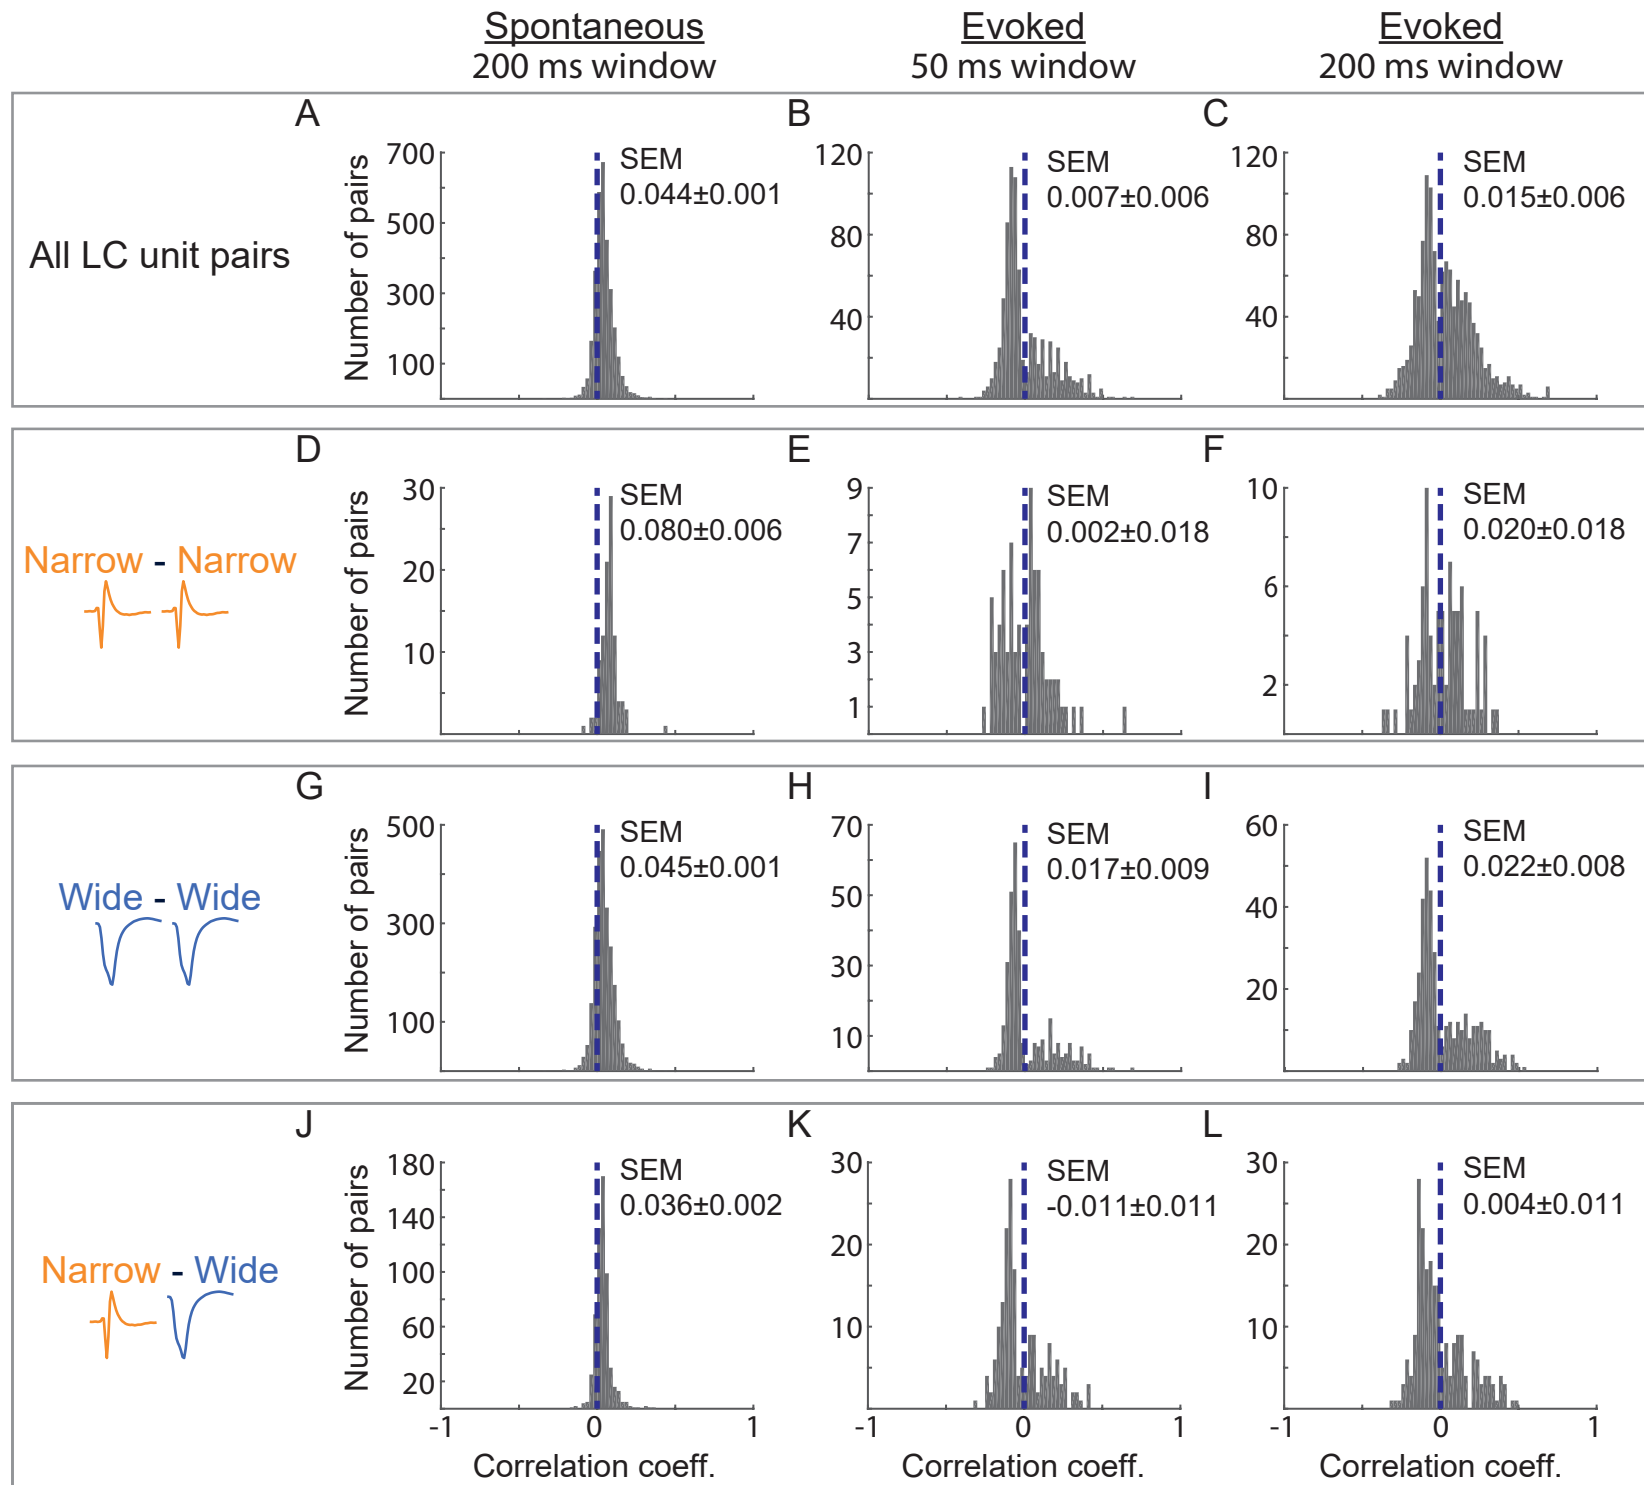 Spontaneous
200 ms window
Evoked
50 ms window
Evoked
200 ms window
All LC unit pairs
A
Number of pairs
700
500
300
100
SEM
0.044±0.001
B
120
80
40
SEM
0.007±0.006
C
120
80
40
SEM
0.015±0.006
Narrow - Narrow
D
Number of pairs
30
20
10
SEM
0.080±0.006
E
9
7
5
3
1
SEM
0.002±0.018
F
10
6
2
SEM
0.020±0.018
Wide - Wide
G
Number of pairs
500
300
100
SEM
0.045±0.001
H
70
50
30
10
SEM
0.017±0.009
I
60
40
20
SEM
0.022±0.008
Narrow - Wide
J
Number of pairs
180
140
100
60
20
SEM
0.036±0.002
-1 0 1
Correlation coeff.
K
30
20
10
SEM
-0.011±0.011
-1 0 1
Correlation coeff.
L
30
20
10
SEM
0.004±0.011
-1 0 1
Correlation coeff.